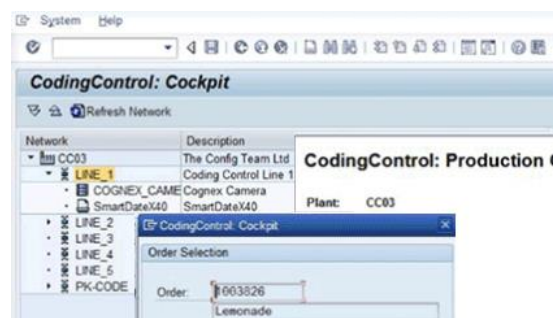 System Help
CodingControl: Cockpit
Refresh Network
Network Description
CC03 The Config Team Ltd
LINE_1 Coding Control Line 1
COGNEX_CAME Cognex Camera
SmartDateX40 SmartDateX40
LINE_2
LINE_3
LINE_4
LINE_5
PK-CODE
CodingControl: Production
Plant: CC03
CodingControl: Cockpit
Order Selection
Order: 1003826
Lemonade